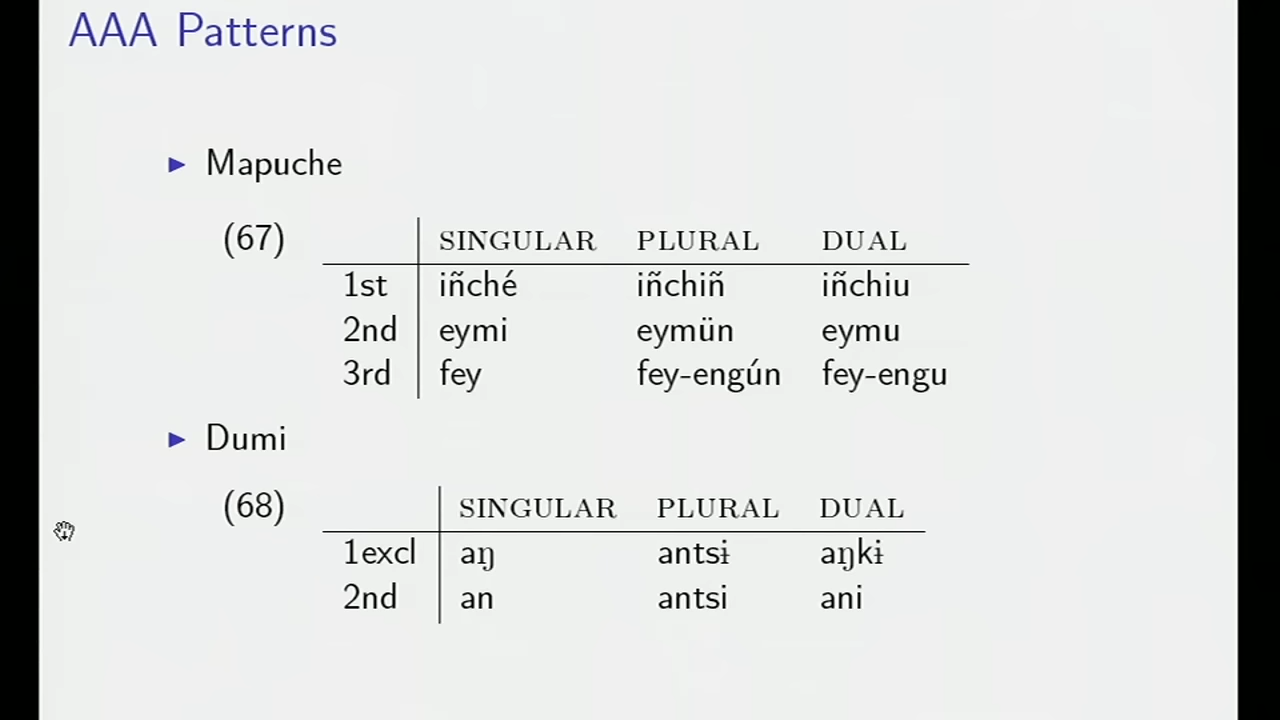 AAA Patterns
▶ Mapuche
(67) SINGULAR PLURAL DUAL
1st iñché iñchiñ iñchiu
2nd eymi eymün eymu
3rd fey fey-engún fey-engu
▶ Dumi
(68) SINGULAR PLURAL DUAL
1excl aŋ antsɨ aŋkɨ
2nd an antsi ani